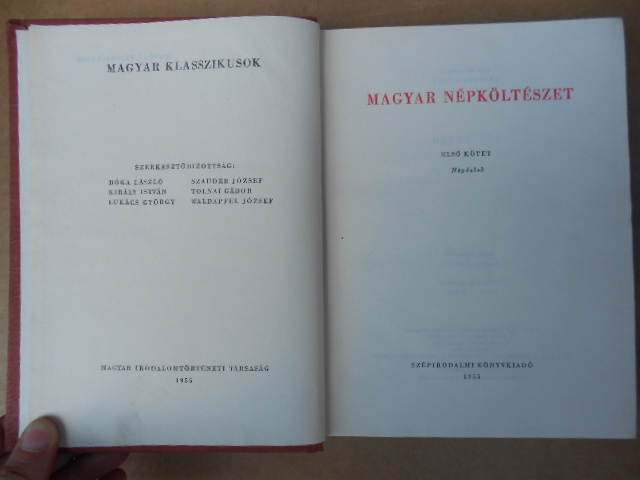 MAGYAR KLASSZIKUSOK
SZERKESZTŐBIZOTTSÁG:
BÓKA LÁSZLÓ SZAUDER JÓZSEF
KIRÁLY ISTVÁN TOLNAI GÁBOR
LUKÁCS GYÖRGY WALDAPFEL JÓZSEF
MAGYAR IRODALOMTÖRTÉNETI TÁRSASÁG
1955
MAGYAR NÉPKÖLTÉSZET
ELSŐ KÖTET
Népdalok
SZÉPIRODALMI KÖNYVKIADÓ
1955